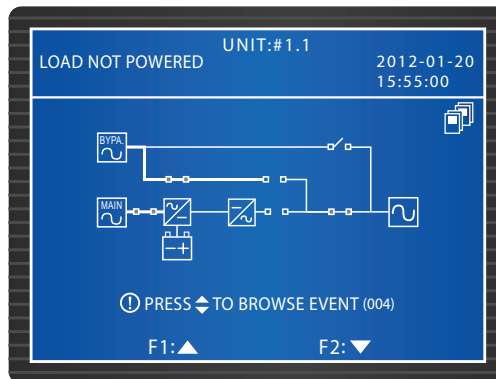 UNIT:#1.1
LOAD NOT POWERED
2012-01-20
15:55:00
BYPA.
MAIN
PRESS TO BROWSE EVENT (004)
F1: F2: